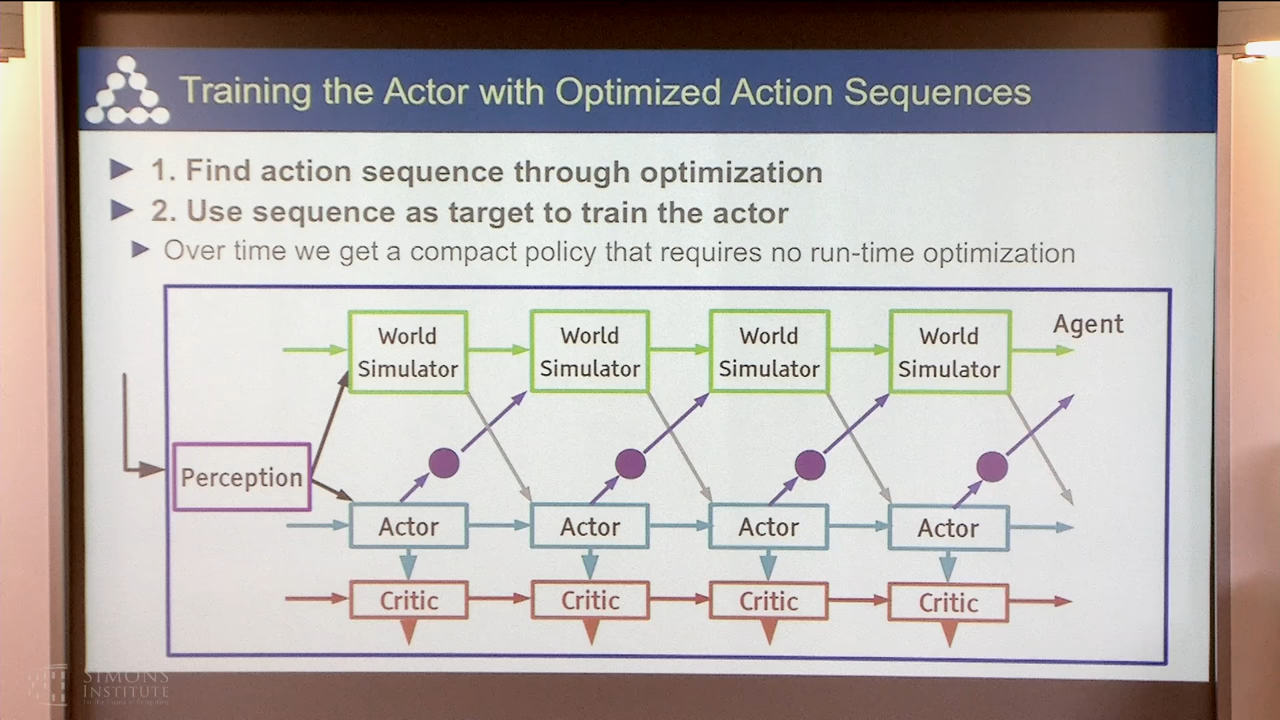 Training the Actor with Optimized Action Sequences
1. Find action sequence through optimization
2. Use sequence as target to train the actor
Over time we get a compact policy that requires no run-time optimization
World Simulator
World Simulator
World Simulator
World Simulator
Agent
Perception
Actor
Actor
Actor
Actor
Critic
Critic
Critic
Critic
SIMONS
INSTITUTE